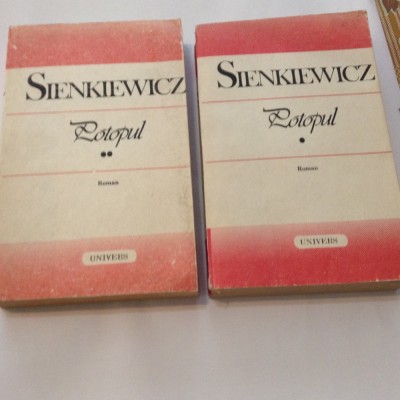 SIENKIEWICZ
Potopul
●●
Roman
UNIVERS
SIENKIEWICZ
Potopul
●
Roman
UNIVERS